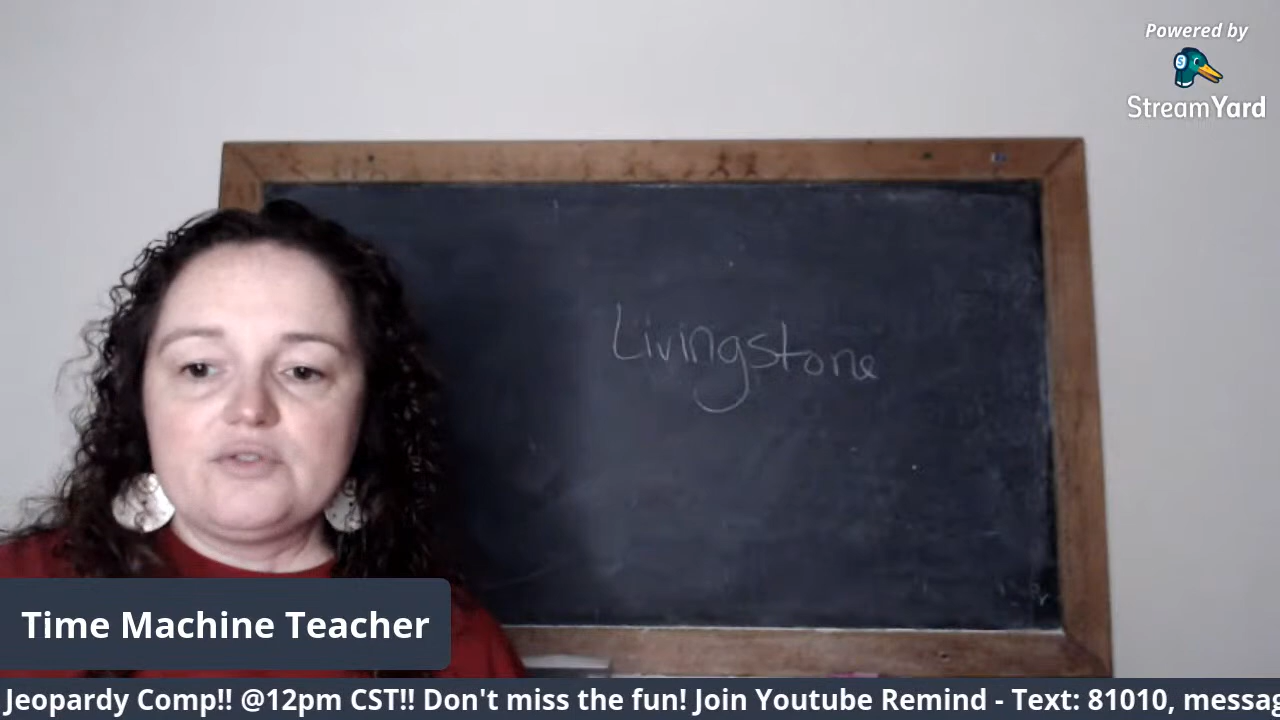 Powered by
StreamYard
Livingstone
Time Machine Teacher
Jeopardy Comp!! @12pm CST!! Don't miss the fun! Join Youtube Remind - Text: 81010, messag